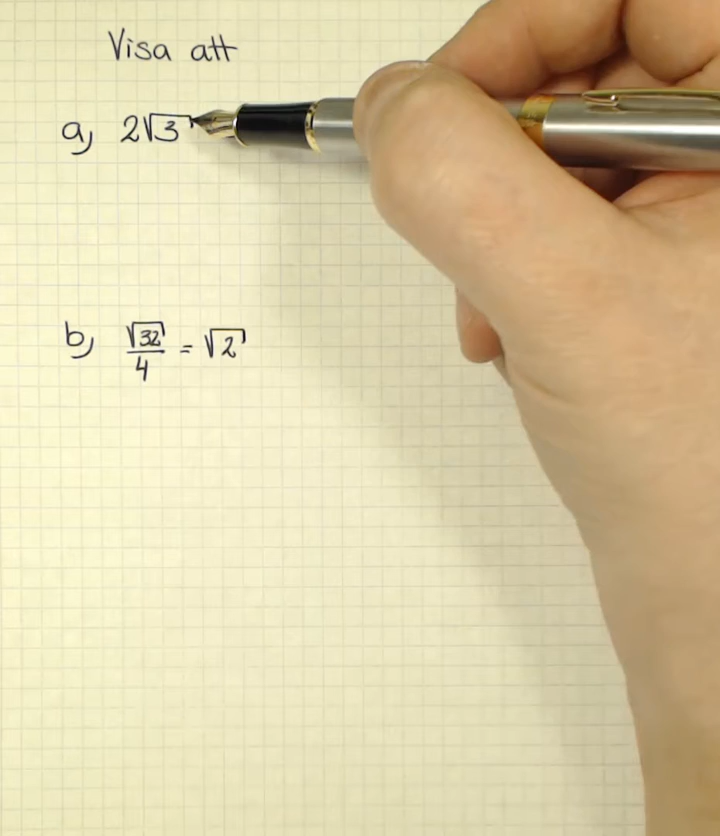 Visa att
a) 2√3
b) √32/4 = √2